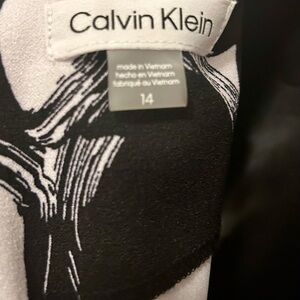 Calvin Klein
made in Vietnam
hecho en Vietnam
fabriqué au Vietnam
14